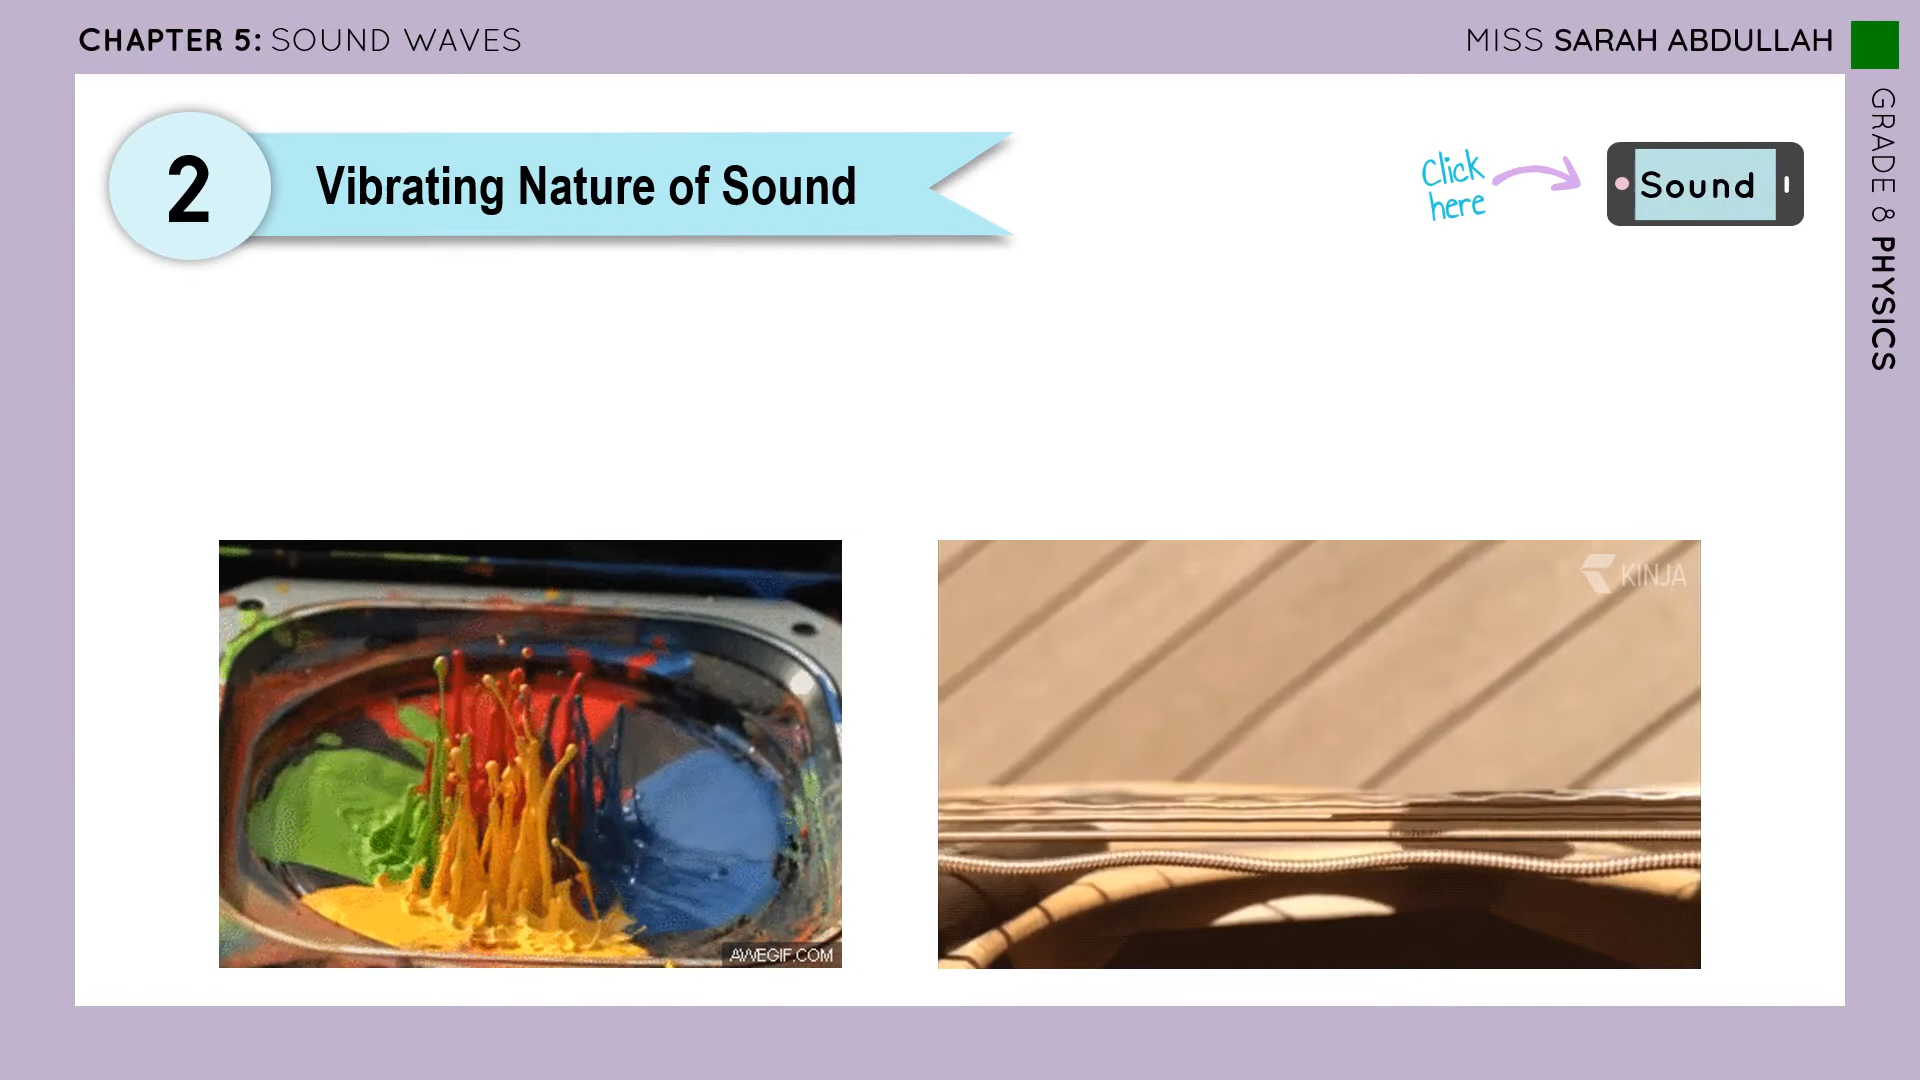 CHAPTER 5: SOUND WAVES
MISS SARAH ABDULLAH
GRADE 8 PHYSICS
2
Vibrating Nature of Sound
Click
here
Sound
KINJA
AWEGIF.COM